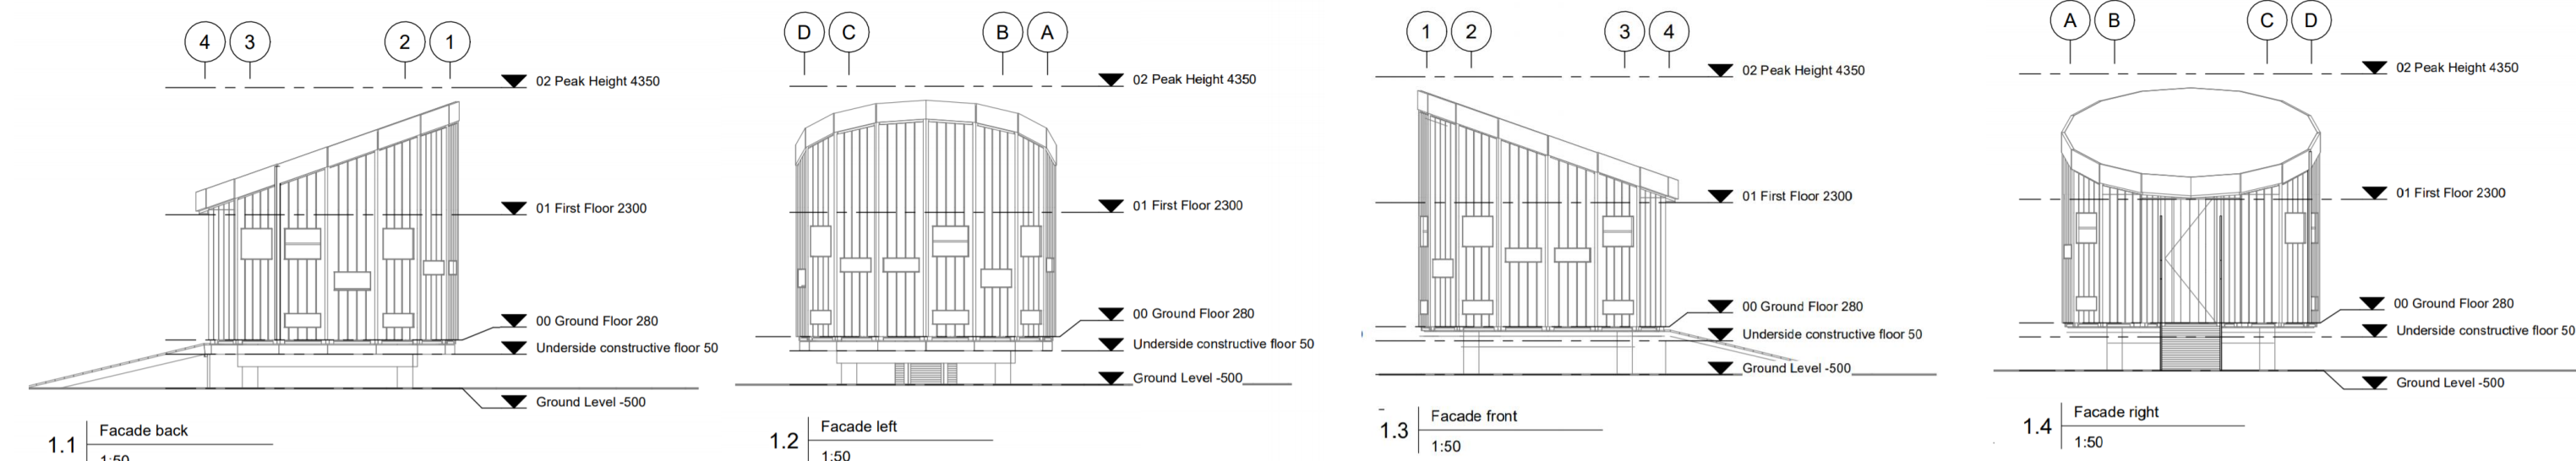 4 3 2 1
02 Peak Height 4350
01 First Floor 2300
00 Ground Floor 280
Underside constructive floor 50
Ground Level -500
1.1 Facade back
1:50
D C B A
02 Peak Height 4350
01 First Floor 2300
00 Ground Floor 280
Underside constructive floor 50
Ground Level -500
1.2 Facade left
1:50
1 2 3 4
02 Peak Height 4350
01 First Floor 2300
00 Ground Floor 280
Underside constructive floor 50
Ground Level -500
1.3 Facade front
1:50
A B C D
02 Peak Height 4350
01 First Floor 2300
00 Ground Floor 280
Underside constructive floor 50
Ground Level -500
1.4 Facade right
1:50